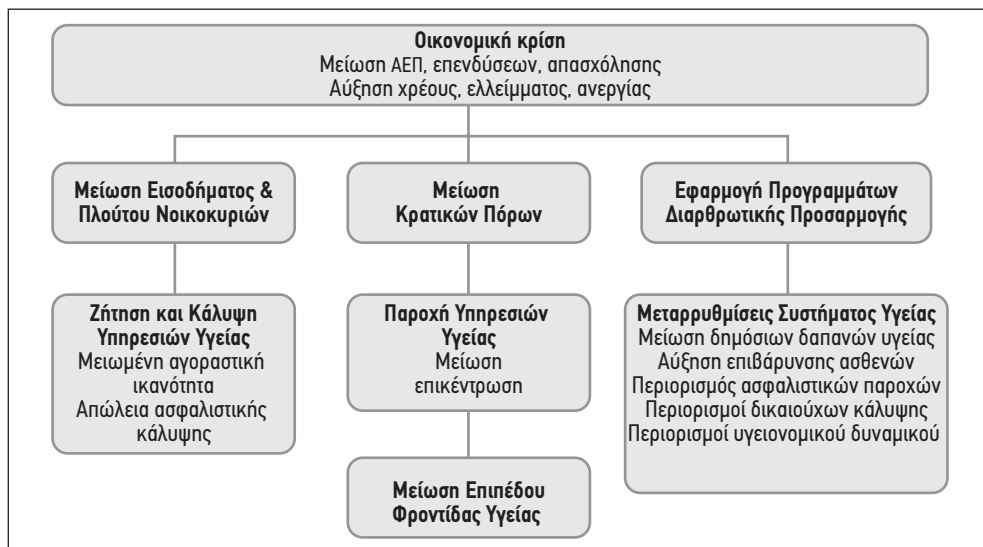 Οικονομική κρίση
Μείωση ΑΕΠ, επενδύσεων, απασχόλησης
Αύξηση χρέους, ελλείμματος, ανεργίας
Μείωση Εισοδήματος &
Πλούτου Νοικοκυριών
Μείωση
Κρατικών Πόρων
Εφαρμογή Προγραμμάτων
Διαρθρωτικής Προσαρμογής
Ζήτηση και Κάλυψη
Υπηρεσιών Υγείας
Μειωμένη αγοραστική
ικανότητα
Απώλεια ασφαλιστικής
κάλυψης
Παροχή Υπηρεσιών
Υγείας
Μείωση
επικέντρωση
Μεταρρυθμίσεις Συστήματος Υγείας
Μείωση δημόσιων δαπανών υγείας
Αύξηση επιβάρυνσης ασθενών
Περιορισμός ασφαλιστικών παροχών
Περιορισμοί δικαιούχων κάλυψης
Περιορισμοί υγειονομικού δυναμικού
Μείωση Επιπέδου
Φροντίδας Υγείας